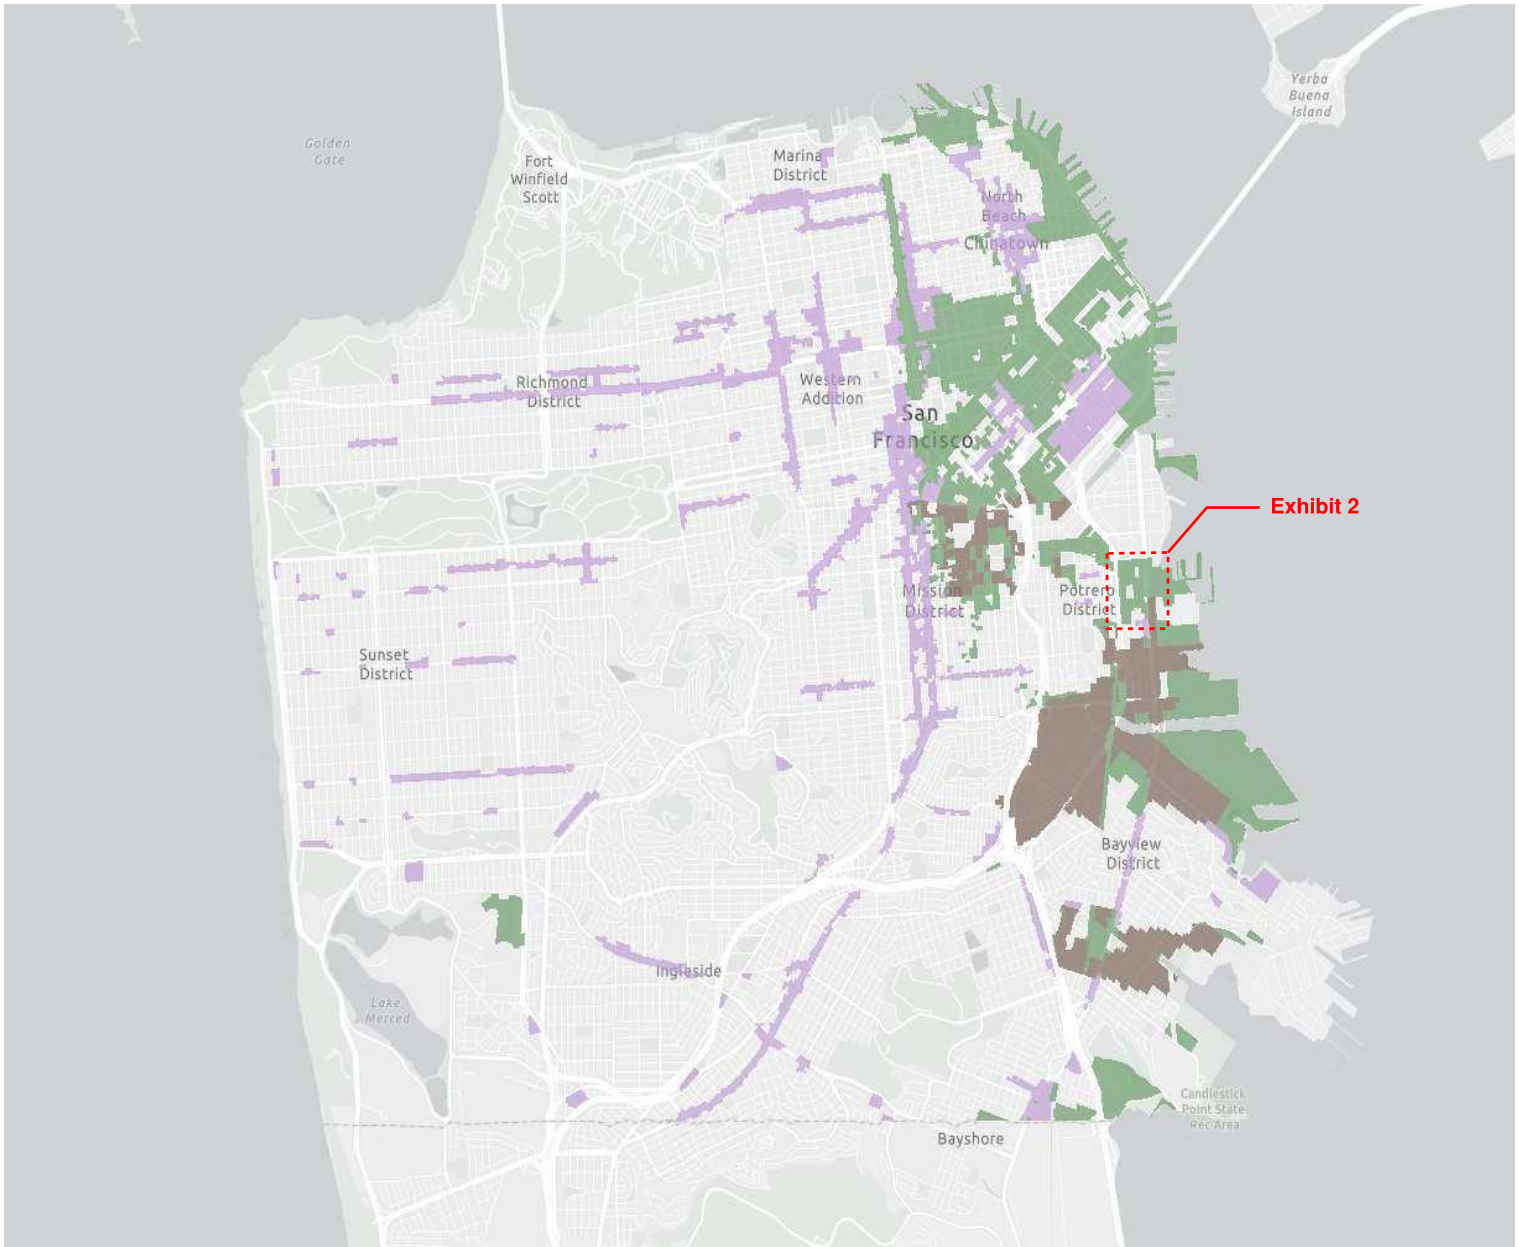 Yerba
Buena
Island
Golden
Gate
Fort
Winfield
Scott
Marina
District
North
Beach
Chinatown
Richmond
District
Western
Addition
San
Francisco
Exhibit 2
Mission
District
Potrero
District
Sunset
District
Bayview
District
Ingleside
Lake
Merced
Candlestick
Point State
Rec Area
Bayshore